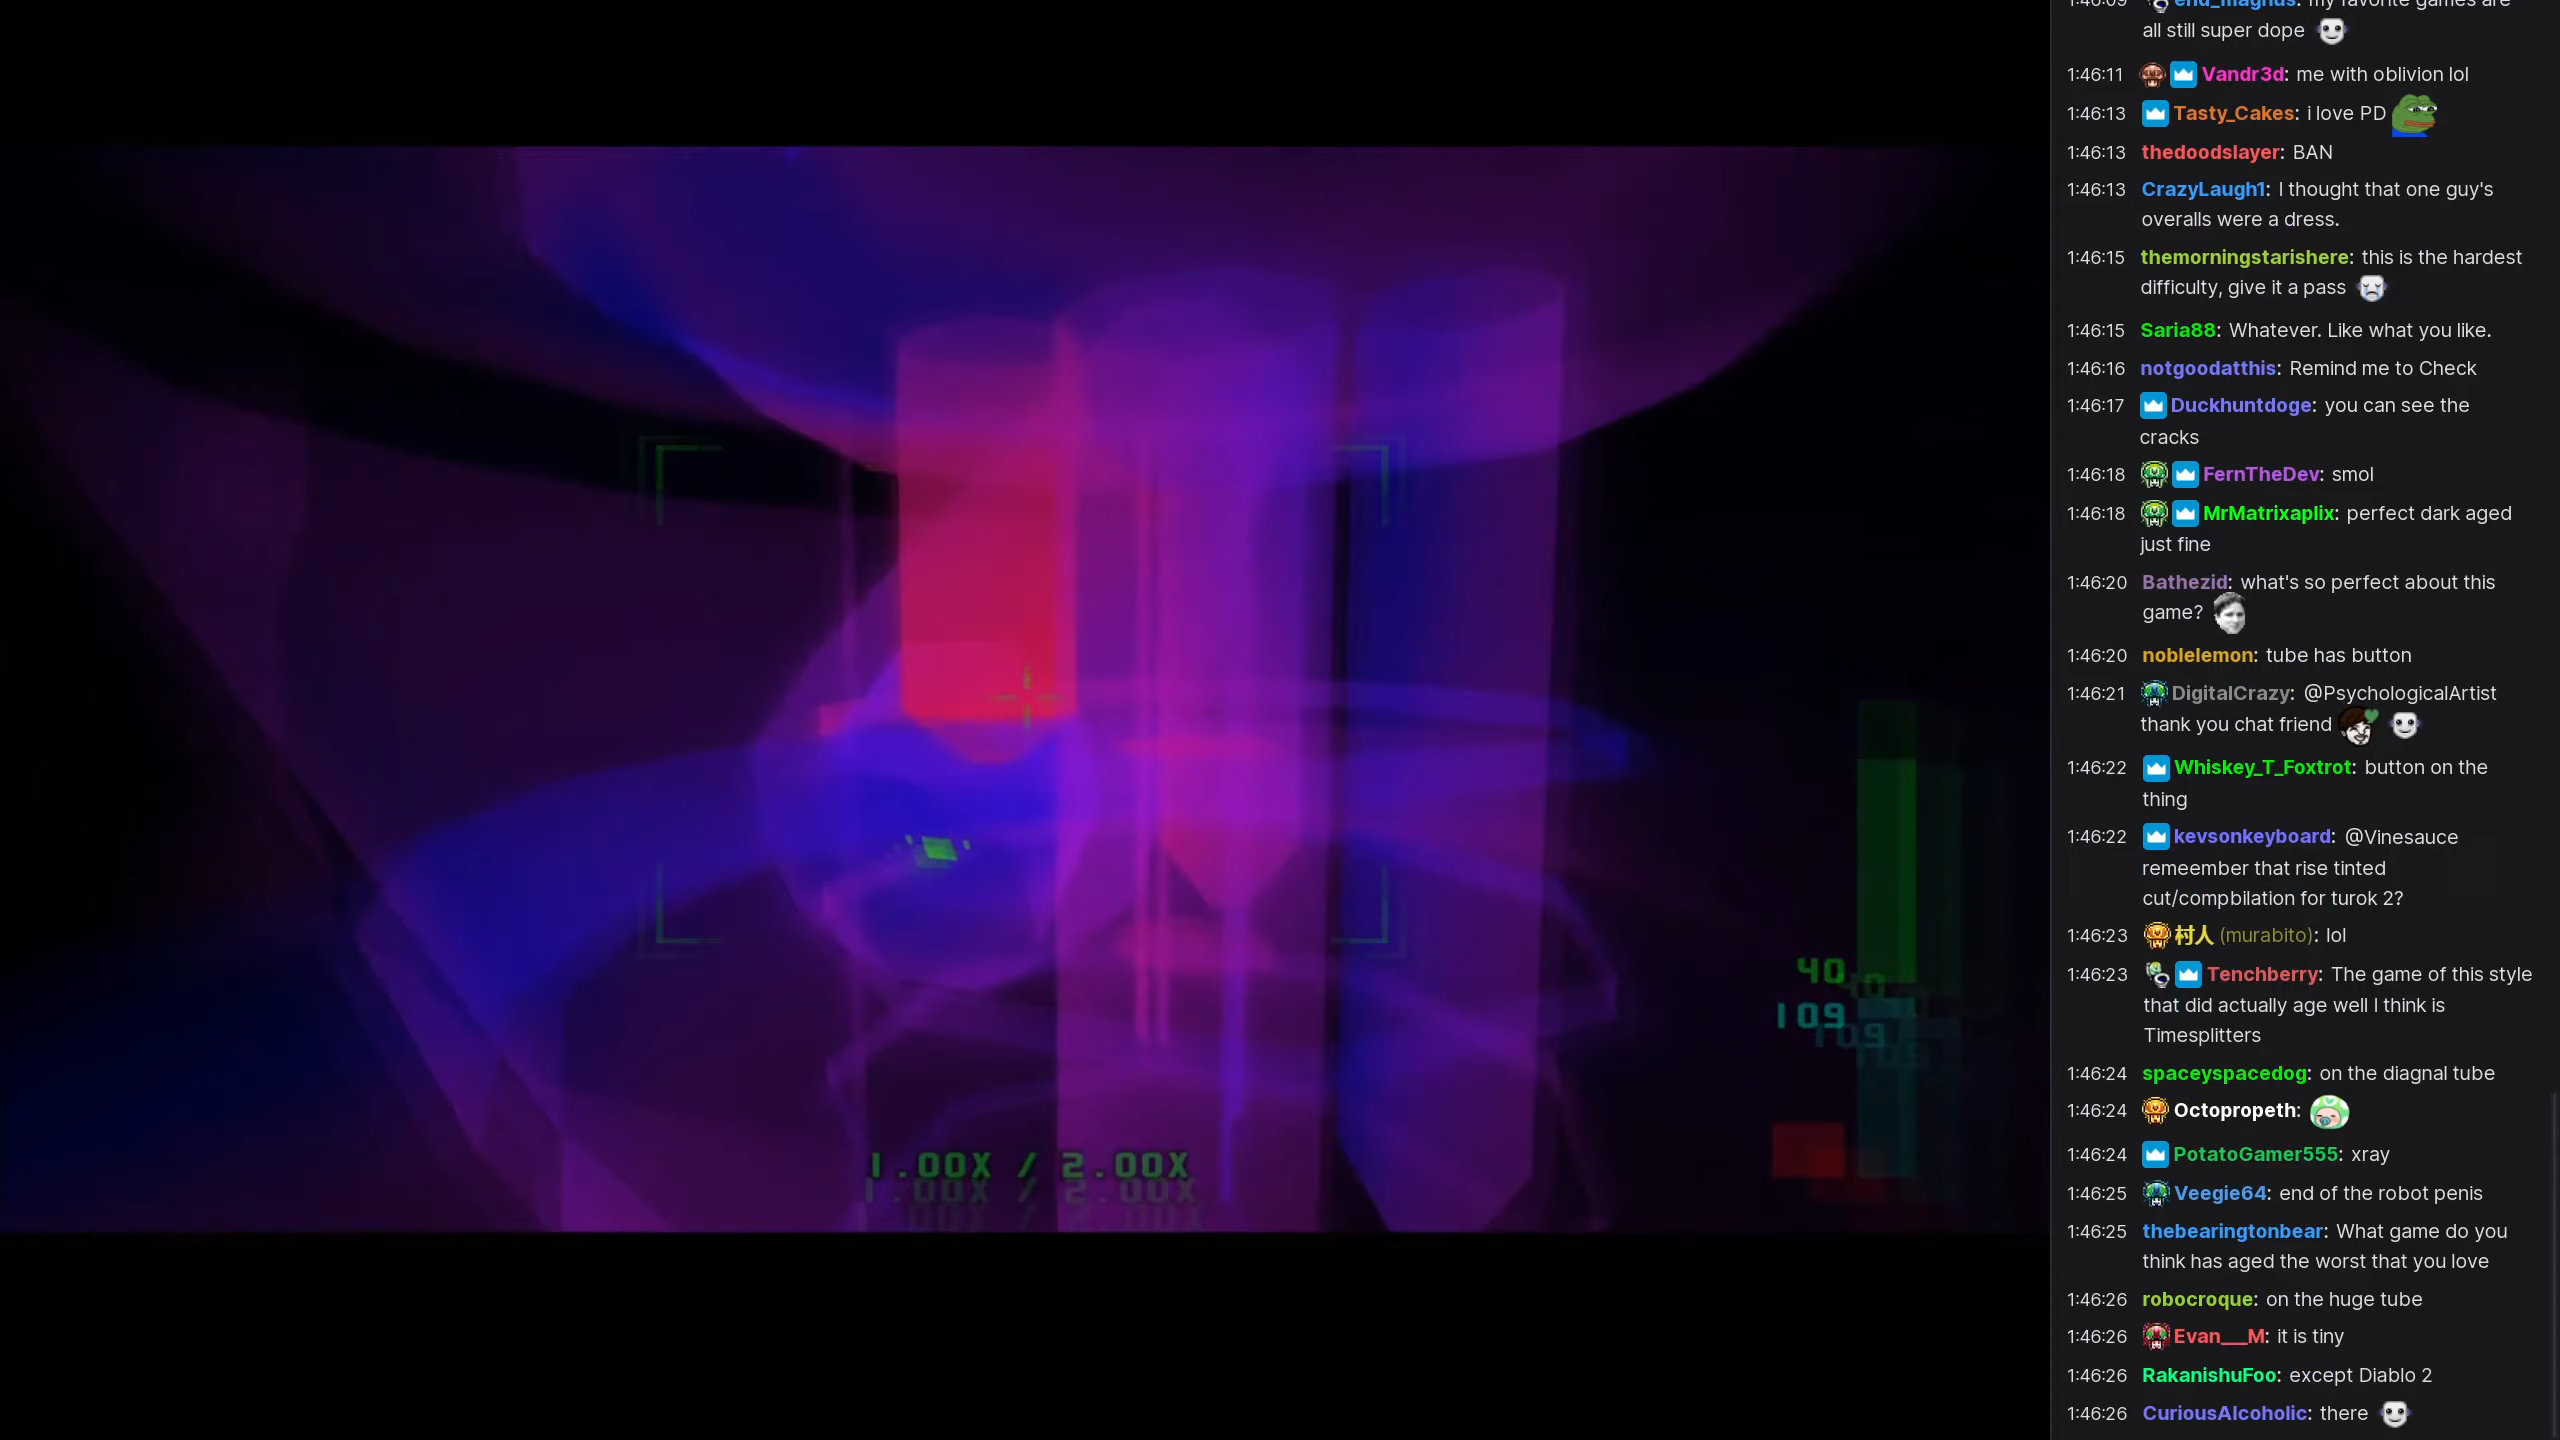 40
109
1.00X / 2.00X
1:46:09 end_magnus: my favorite games are
all still super dope
1:46:11 Vandr3d: me with oblivion lol
1:46:13 Tasty_Cakes: i love PD
1:46:13 thedoodslayer: BAN
1:46:13 CrazyLaugh1: I thought that one guy's
overalls were a dress.
1:46:15 themorningstarishere: this is the hardest
difficulty, give it a pass
1:46:15 Saria88: Whatever. Like what you like.
1:46:16 notgoodatthis: Remind me to Check
1:46:17 Duckhuntdoge: you can see the
cracks
1:46:18 FernTheDev: smol
1:46:18 MrMatrixaplix: perfect dark aged
just fine
1:46:20 Bathezid: what's so perfect about this
game?
1:46:20 noblelemon: tube has button
1:46:21 DigitalCrazy: @PsychologicalArtist
thank you chat friend
1:46:22 Whiskey_T_Foxtrot: button on the
thing
1:46:22 kevsonkeyboard: @Vinesauce
remeember that rise tinted
cut/compbilation for turok 2?
1:46:23 村人 (murabito): lol
1:46:23 Tenchberry: The game of this style
that did actually age well I think is
Timesplitters
1:46:24 spaceyspacedog: on the diagnal tube
1:46:24 Octopropeth:
1:46:24 PotatoGamer555: xray
1:46:25 Veegie64: end of the robot penis
1:46:25 thebearingtonbear: What game do you
think has aged the worst that you love
1:46:26 robocroque: on the huge tube
1:46:26 Evan___M: it is tiny
1:46:26 RakanishuFoo: except Diablo 2
1:46:26 CuriousAlcoholic: there